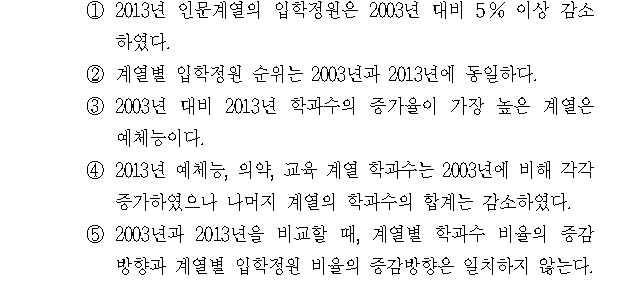 ① 2013년 인문계열의 입학정원은 2003년 대비 5% 이상 감소
하였다.
② 계열별 입학정원 순위는 2003년과 2013년에 동일하다.
③ 2003년 대비 2013년 학과수의 증가율이 가장 높은 계열은
예체능이다.
④ 2013년 예체능, 의약, 교육 계열 학과수는 2003년에 비해 각각
증가하였으나 나머지 계열의 학과수의 합계는 감소하였다.
⑤ 2003년과 2013년을 비교할 때, 계열별 학과수 비율의 증감
방향과 계열별 입학정원 비율의 증감방향은 일치하지 않는다.